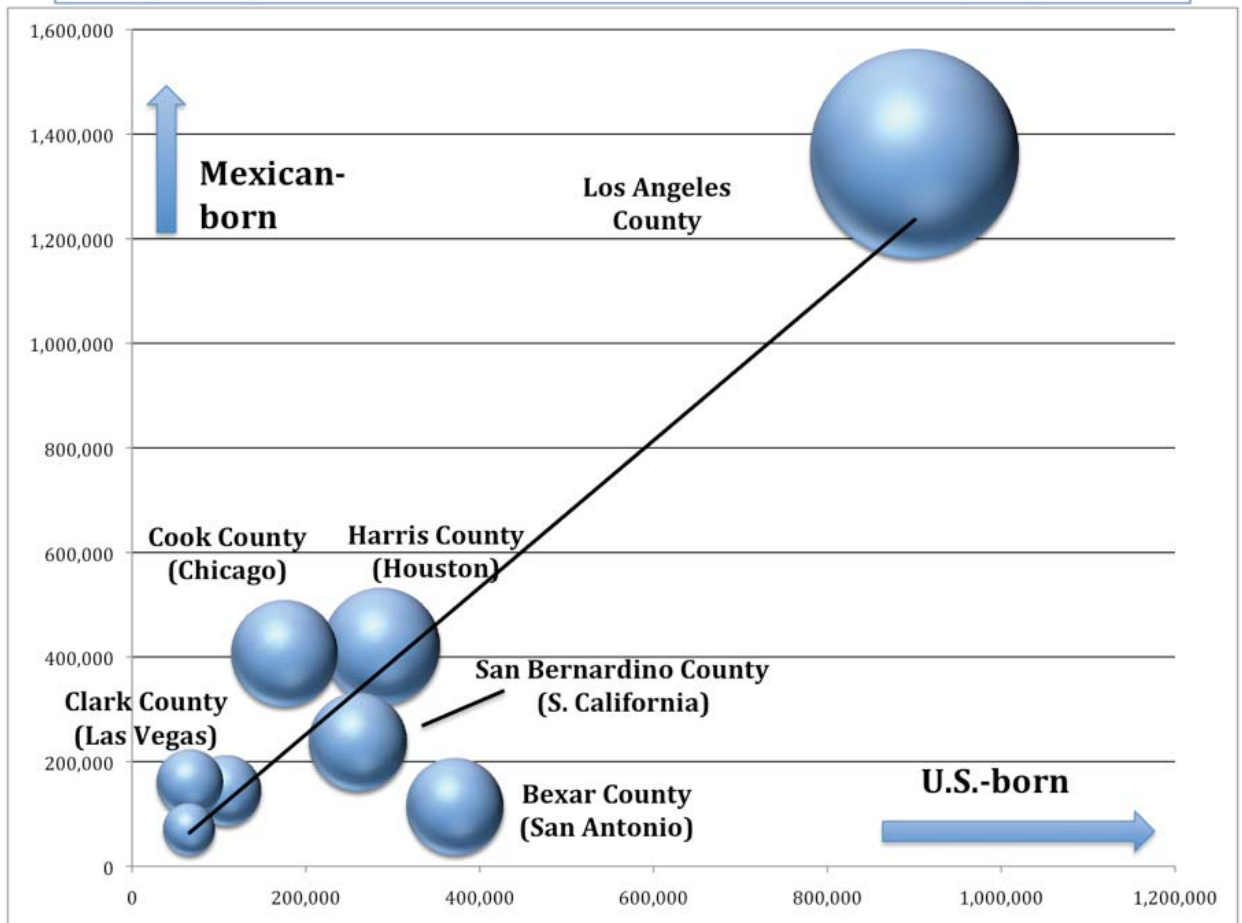 1,600,000
1,400,000
1,200,000
1,000,000
800,000
600,000
400,000
200,000
0
Mexican-
born
Los Angeles
County
Cook County
(Chicago)
Harris County
(Houston)
San Bernardino County
(S. California)
Clark County
(Las Vegas)
Bexar County
(San Antonio)
U.S.-born
0
200,000
400,000
600,000
800,000
1,000,000
1,200,000